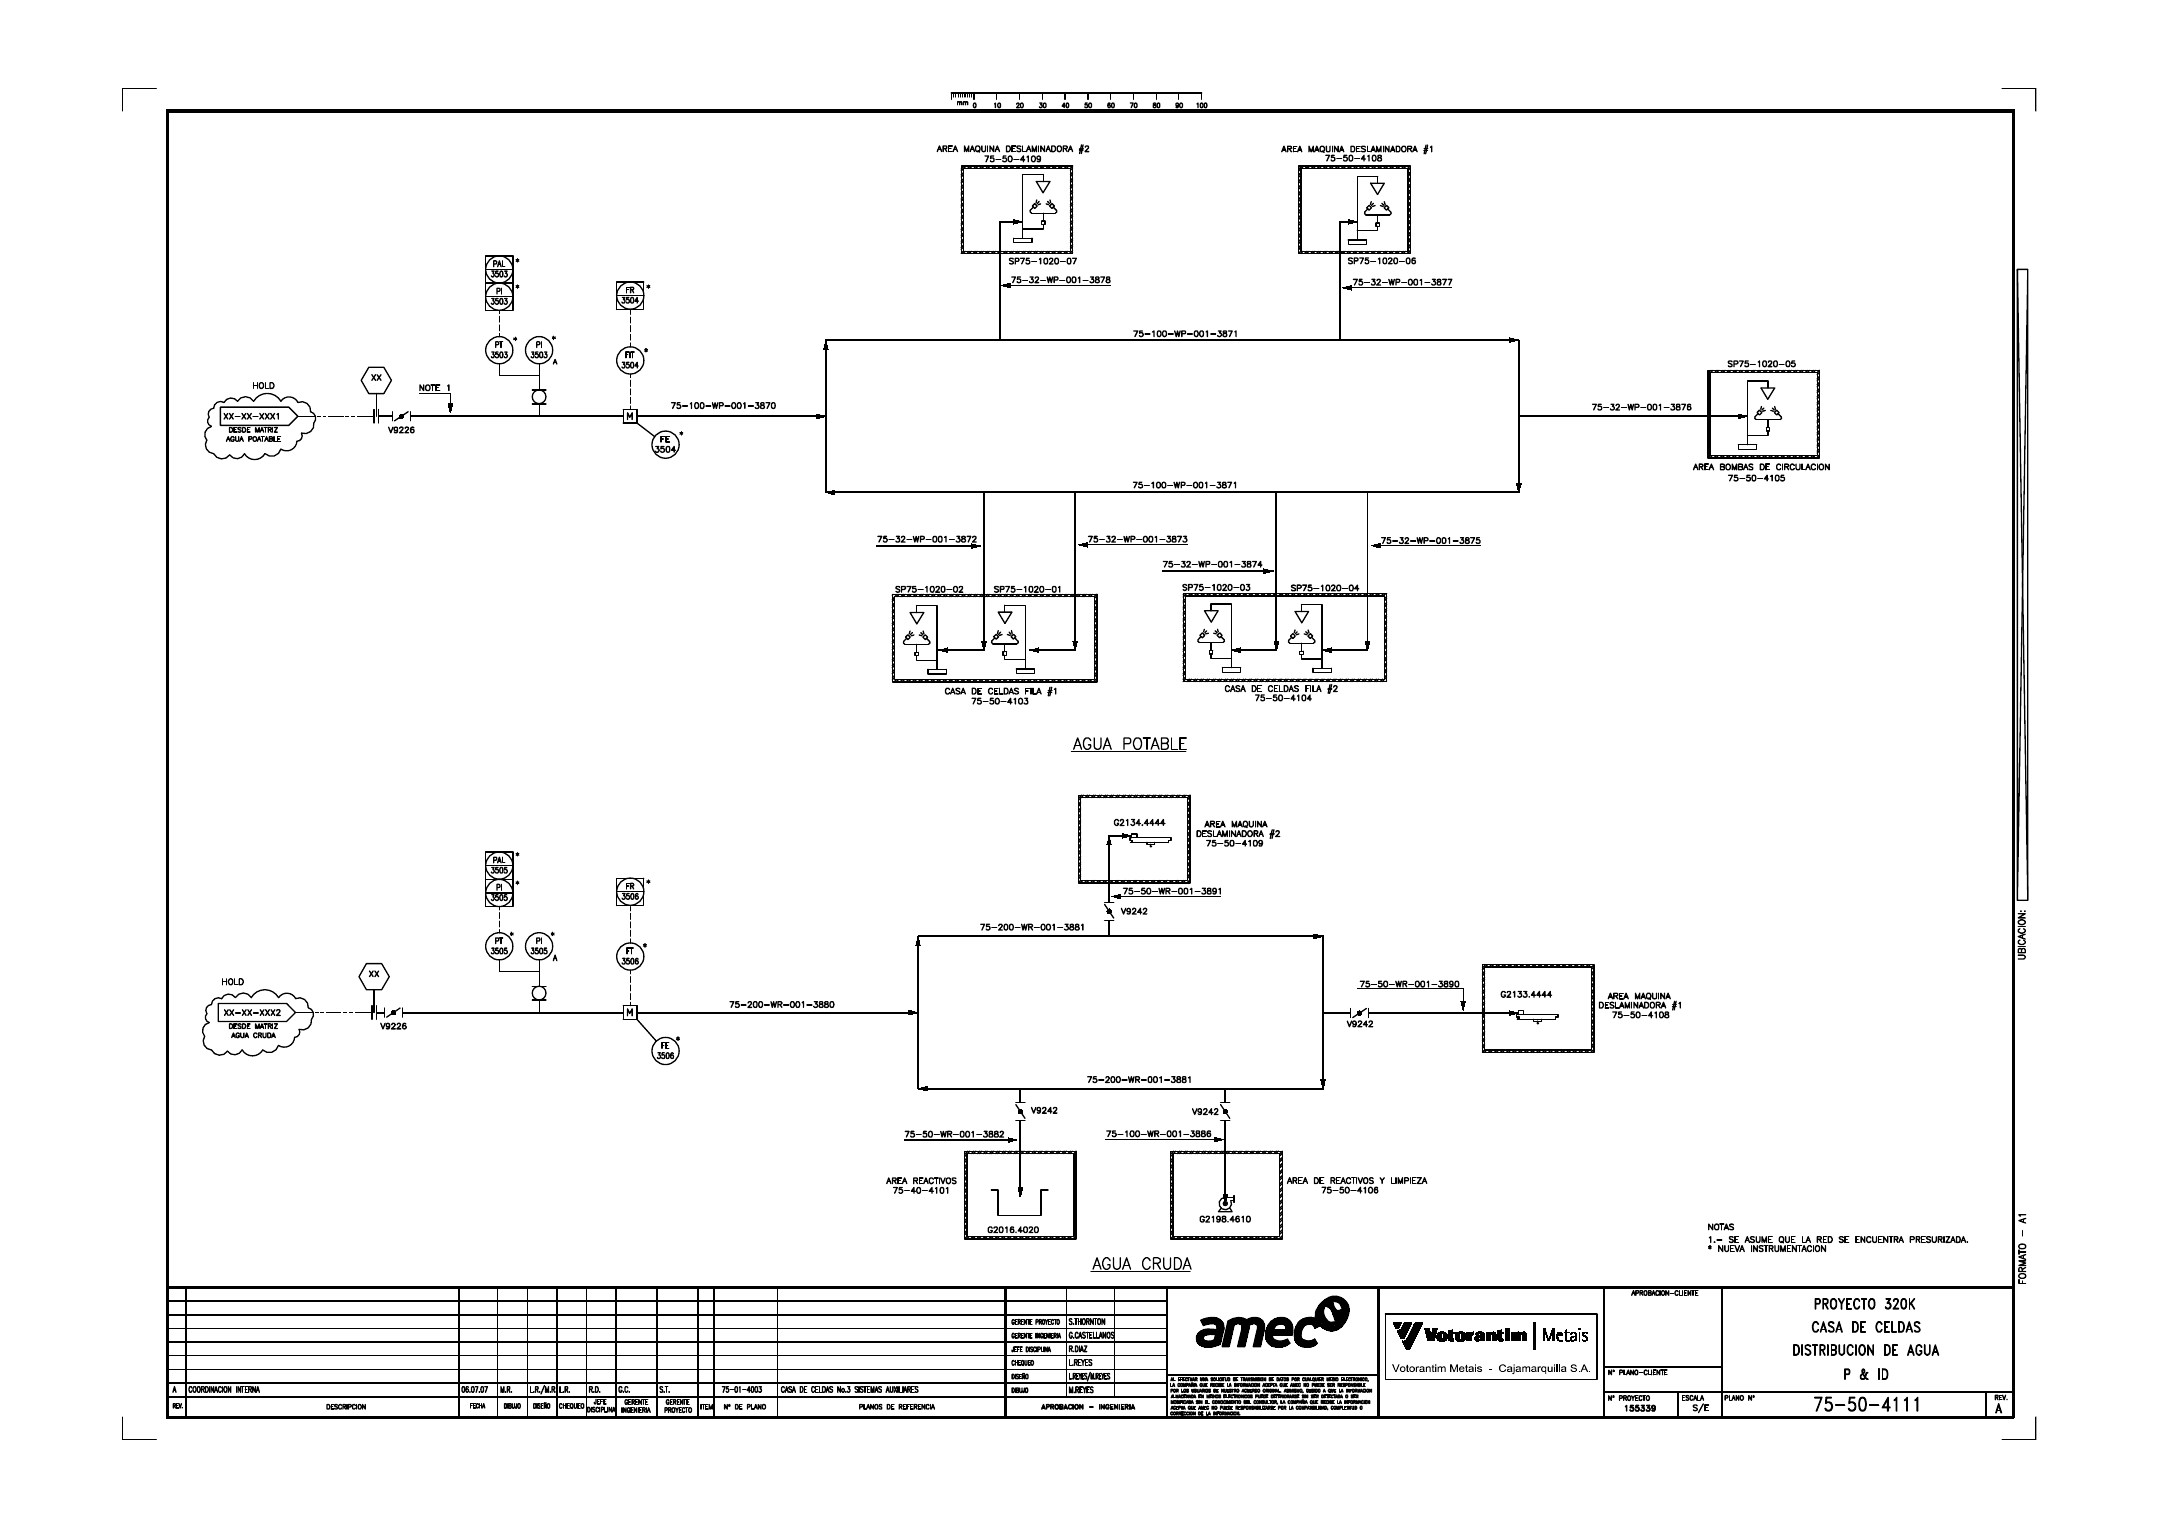 mm 0 10 20 30 40 50 60 70 80 90 100
AREA MAQUINA DESLAMINADORA #2
75-50-4109
SP75-1020-07
75-32-WP-001-3878
AREA MAQUINA DESLAMINADORA #1
75-50-4108
SP75-1020-06
75-32-WP-001-3877
PAL
3503
*
PI
3503
*
PT
3503
*
PI
3503
*
A
FR
3504
*
FIT
3504
*
FE
3504
*
M
HOLD
XX-XX-XXX1
DESDE MATRIZ
AGUA POATABLE
XX
V9226
NOTE 1
75-100-WP-001-3870
75-100-WP-001-3871
75-100-WP-001-3871
75-32-WP-001-3876
SP75-1020-05
AREA BOMBAS DE CIRCULACION
75-50-4105
75-32-WP-001-3872
75-32-WP-001-3873
75-32-WP-001-3874
75-32-WP-001-3875
SP75-1020-02
SP75-1020-01
CASA DE CELDAS FILA #1
75-50-4103
SP75-1020-03
SP75-1020-04
CASA DE CELDAS FILA #2
75-50-4104
AGUA POTABLE
G2134.4444
AREA MAQUINA
DESLAMINADORA #2
75-50-4109
75-50-WR-001-3891
V9242
PAL
3505
*
PI
3505
*
PT
3505
*
PI
3505
*
A
FR
3506
*
FT
3506
*
FE
3506
*
M
HOLD
XX-XX-XXX2
DESDE MATRIZ
AGUA CRUDA
XX
V9226
75-200-WR-001-3880
75-200-WR-001-3881
75-200-WR-001-3881
75-50-WR-001-3890
V9242
G2133.4444
AREA MAQUINA
DESLAMINADORA #1
75-50-4108
V9242
75-50-WR-001-3882
V9242
75-100-WR-001-3886
AREA REACTIVOS
75-40-4101
G2016.4020
G2198.4610
AREA DE REACTIVOS Y LIMPIEZA
75-50-4106
AGUA CRUDA
NOTAS
1.- SE ASUME QUE LA RED SE ENCUENTRA PRESURIZADA.
* NUEVA INSTRUMENTACION
UBICACION:
FORMATO - A1
A COORDINACION INTERNA 06.07.07 M.R. L.R./M.R L.R. R.D. G.C. S.T. 75-01-4003 CASA DE CELDAS No.3 SISTEMAS AUXILIARES
REV. DESCRIPCION FECHA DIBUJO DISEÑO CHEQUEO JEFE DISCIPLINA GERENTE INGENIERIA GERENTE PROYECTO ITEM N° DE PLANO PLANOS DE REFERENCIA
GERENTE PROYECTO S.THORNTON
GERENTE INGENIERIA G.CASTELLANOS
JEFE DISCIPLINA R.DIAZ
CHEQUEO L.REYES
DISEÑO L.REYES/M.REYES
DIBUJO M.REYES
APROBACION - INGENIERIA
amec
Votorantim | Metais
Votorantim Metais - Cajamarquilla S.A.
APROBACION-CLIENTE
N° PLANO-CLIENTE
N° PROYECTO
155339
ESCALA
S/E
PROYECTO 320K
CASA DE CELDAS
DISTRIBUCION DE AGUA
P & ID
PLANO N°
75-50-4111
REV.
A